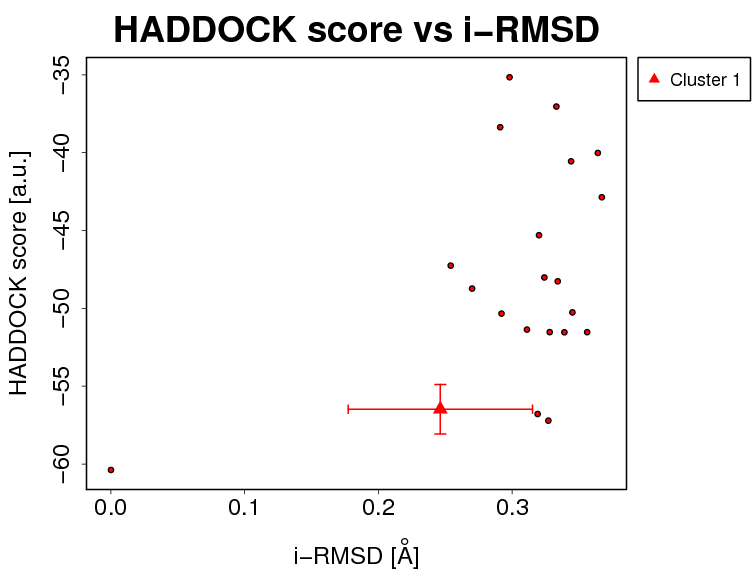 HADDOCK score vs i−RMSD
Cluster 1
HADDOCK score [a.u.]
−35
−40
−45
−50
−55
−60
0.0 0.1 0.2 0.3
i−RMSD [Å]